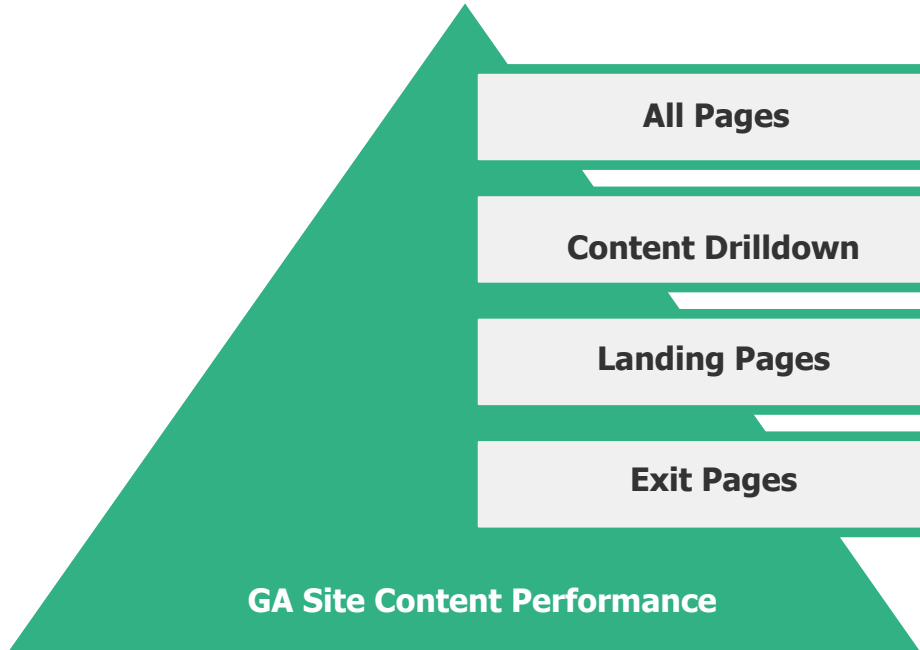 All Pages
Content Drilldown
Landing Pages
Exit Pages
GA Site Content Performance